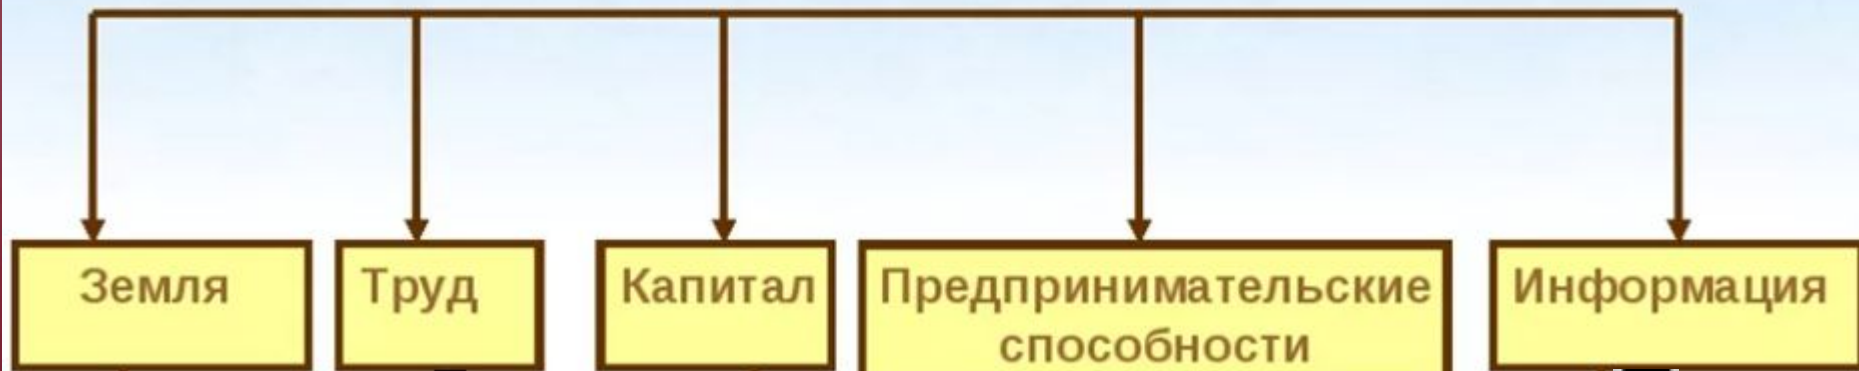 Земля
Труд
Капитал
Предпринимательские
способности
Информация